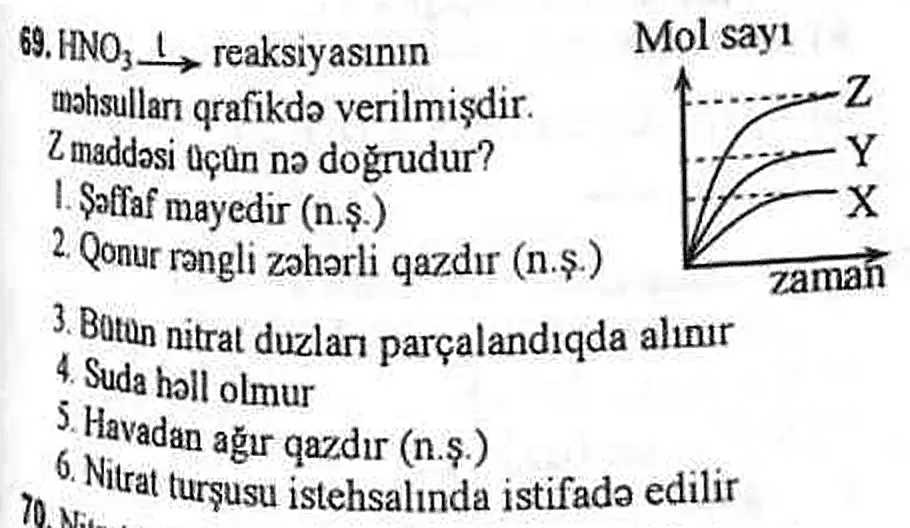 69. HNO₃ t→ reaksiyasının
məhsulları qrafikdə verilmişdir.
Z maddəsi üçün nə doğrudur?
1. Şəffaf mayedir (n.ş.)
2. Qonur rəngli zəhərli qazdır (n.ş.)
Mol sayı
Z
Y
X
zaman
3. Bütün nitrat duzları parçalandıqda alınır
4. Suda həll olmur
5. Havadan ağır qazdır (n.ş.)
6. Nitrat turşusu istehsalında istifadə edilir
70.